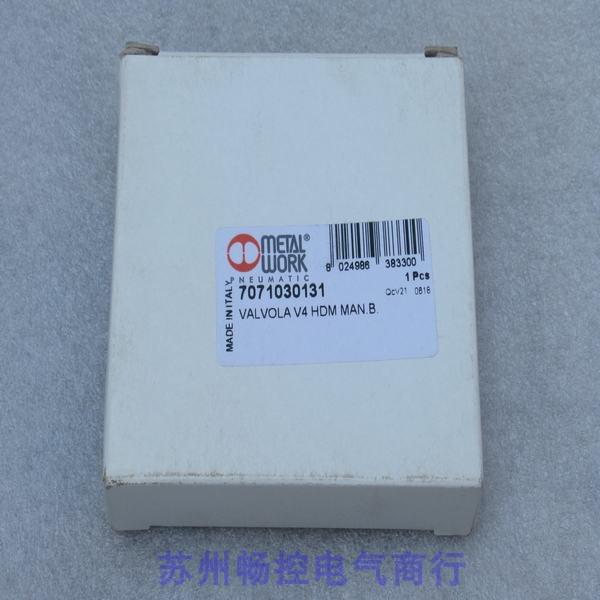 METAL®
WORK
PNEUMATIC
8 024986 383300
1 Pcs
7071030131
QcV21 0818
VALVOLA V4 HDM MAN.B.
MADE IN ITALY
苏州畅控电气商行